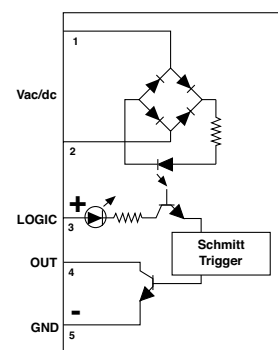 1
Vac/dc
2
+
LOGIC
3
Schmitt
Trigger
OUT
4
-
GND
5